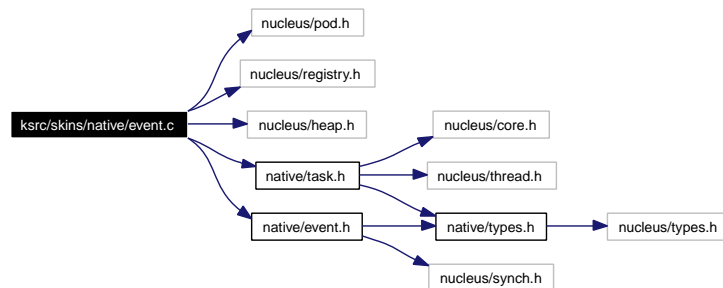 nucleus/pod.h
nucleus/registry.h
ksrc/skins/native/event.c
nucleus/heap.h
nucleus/core.h
native/task.h
nucleus/thread.h
native/event.h
native/types.h
nucleus/types.h
nucleus/synch.h